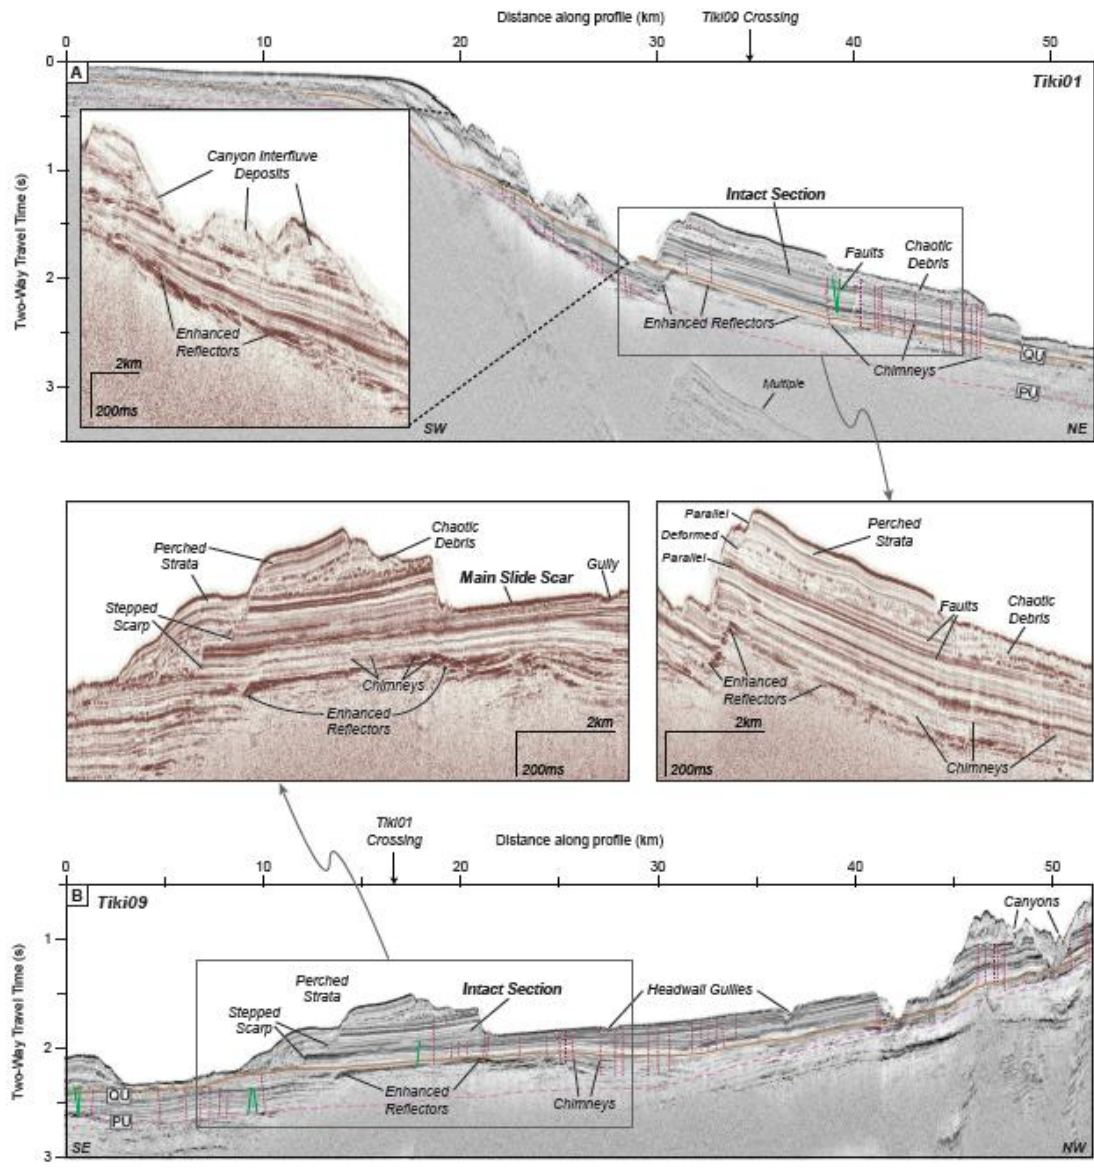 Distance along profile (km)
Tiki09 Crossing
0 10 20 30 40 50
0
A
Tiki01
Canyon Interfluve
Deposits
1
Intact Section
Two-Way Travel Time (s)
Faults
Chaotic
Debris
2
Enhanced Reflectors
Enhanced
Reflectors
2km
Chimneys
QU
3
Multiple
PU
200ms
SW
NE
Perched
Strata
Chaotic
Debris
Main Slide Scar
Gully
Stepped
Scarp
Chimneys
Enhanced
Reflectors
2km
200ms
Parallel
Deformed
Parallel
Perched
Strata
Faults
Chaotic
Debris
Enhanced
Reflectors
2km
Chimneys
200ms
Tiki01
Crossing
Distance along profile (km)
0 10 20 30 40 50
B
Tiki09
Canyons
1
Perched
Strata
Intact Section
Headwall Gullies
Stepped
Scarp
Two-Way Travel Time (s)
2
QU
Enhanced
Reflectors
Chimneys
PU
SE
NW
3